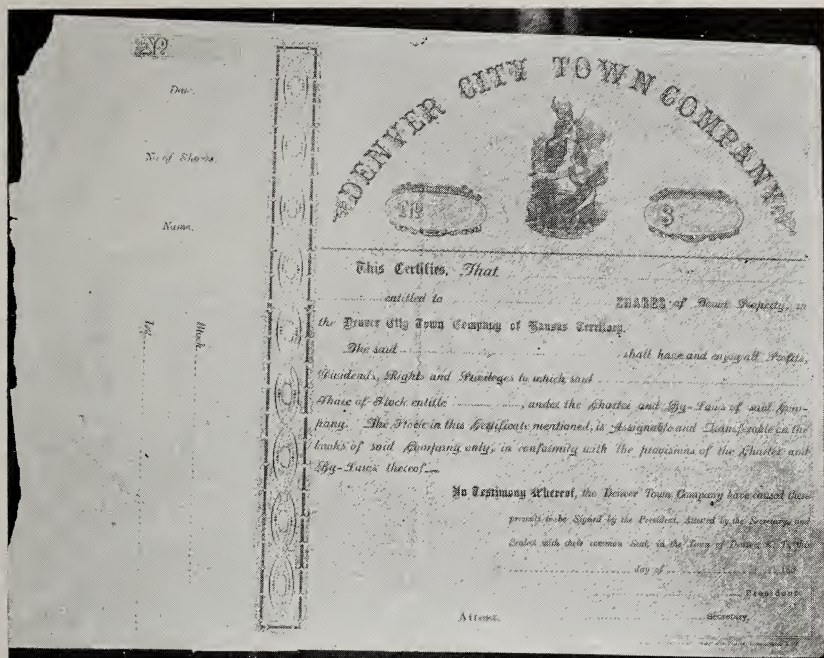 No
Date.
No. of Shares.
Name.
Block.
Lot.
DENVER CITY TOWN COMPANY
No
$
This Certifies, That
entitled to SHARES of Town Property, in
the Denver City Town Company of Kansas Territory.
The said shall have and enjoy all Profits,
Dividends, Rights and Privileges to which said
Share of Stock entitle , under the Charter and By-Laws of said Com-
pany. The Stock in this Certificate mentioned, is Assignable and Transferable on the
books of said Company only, in conformity with the provisions of the Charter and
By-Laws thereof.
In Testimony Whereof, the Denver Town Company have caused these
presents to be Signed by the President, Attested by the Secretary, and
Sealed with their common Seal, in the Town of Denver, K. T., this
day of 185
President
Attest. Secretary.